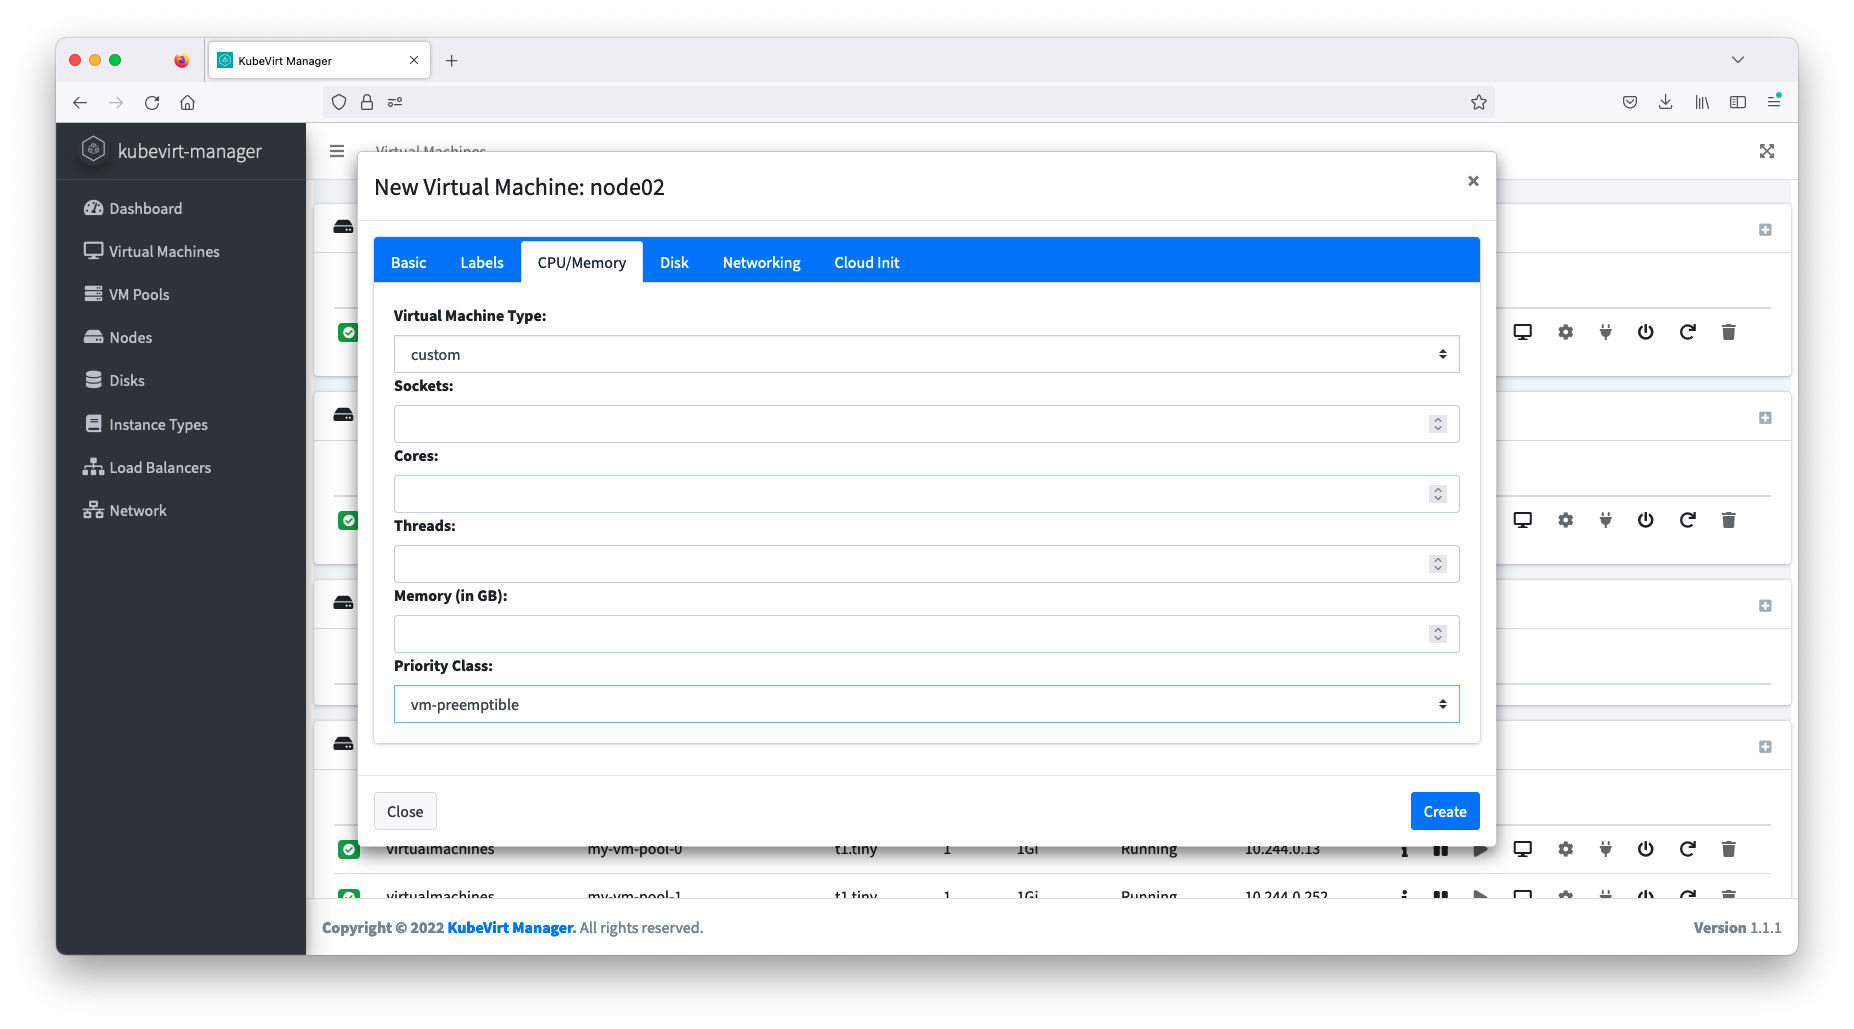 KubeVirt Manager
kubevirt-manager
Virtual Machines
Dashboard
Virtual Machines
VM Pools
Nodes
Disks
Instance Types
Load Balancers
Network
New Virtual Machine: node02
Basic Labels CPU/Memory Disk Networking Cloud Init
Virtual Machine Type:
custom
Sockets:
Cores:
Threads:
Memory (in GB):
Priority Class:
vm-preemptible
Close Create
virtualmachines my-vm-pool-0 t1.tiny 1 1Gi Running 10.244.0.13
virtualmachines my-vm-pool-1 t1.tiny 1 1Gi Running 10.244.0.252
Copyright © 2022 KubeVirt Manager. All rights reserved. Version 1.1.1